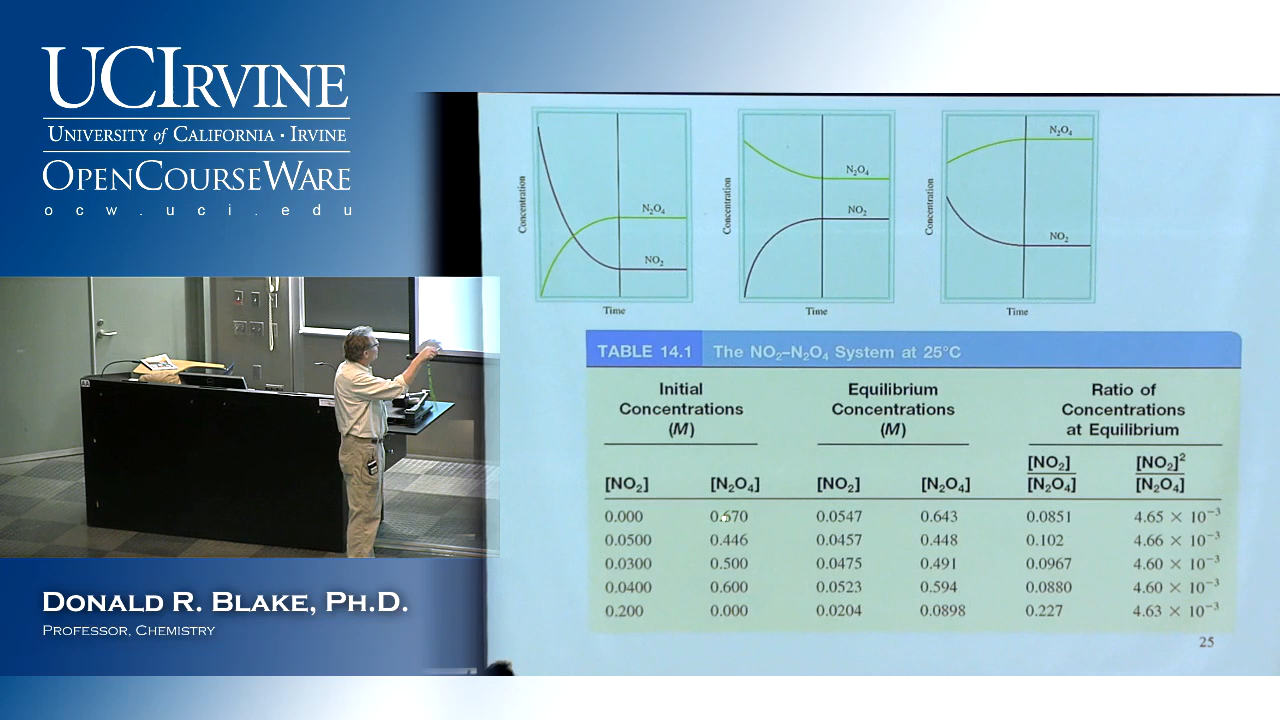 UCIRVINE
UNIVERSITY of CALIFORNIA · IRVINE
OPENCOURSEWARE
ocw.uci.edu
DONALD R. BLAKE, PH.D.
PROFESSOR, CHEMISTRY
Concentration
N₂O₄
NO₂
Time
Concentration
N₂O₄
NO₂
Time
Concentration
N₂O₄
NO₂
Time
TABLE 14.1 The NO₂–N₂O₄ System at 25°C
Initial Concentrations (M) Equilibrium Concentrations (M) Ratio of Concentrations at Equilibrium
[NO₂] [N₂O₄] [NO₂] [N₂O₄] [NO₂]/[N₂O₄] [NO₂]²/[N₂O₄]
0.000 0.670 0.0547 0.643 0.0851 4.65 × 10⁻³
0.0500 0.446 0.0457 0.448 0.102 4.66 × 10⁻³
0.0300 0.500 0.0475 0.491 0.0967 4.60 × 10⁻³
0.0400 0.600 0.0523 0.594 0.0880 4.60 × 10⁻³
0.200 0.000 0.0204 0.0898 0.227 4.63 × 10⁻³
25